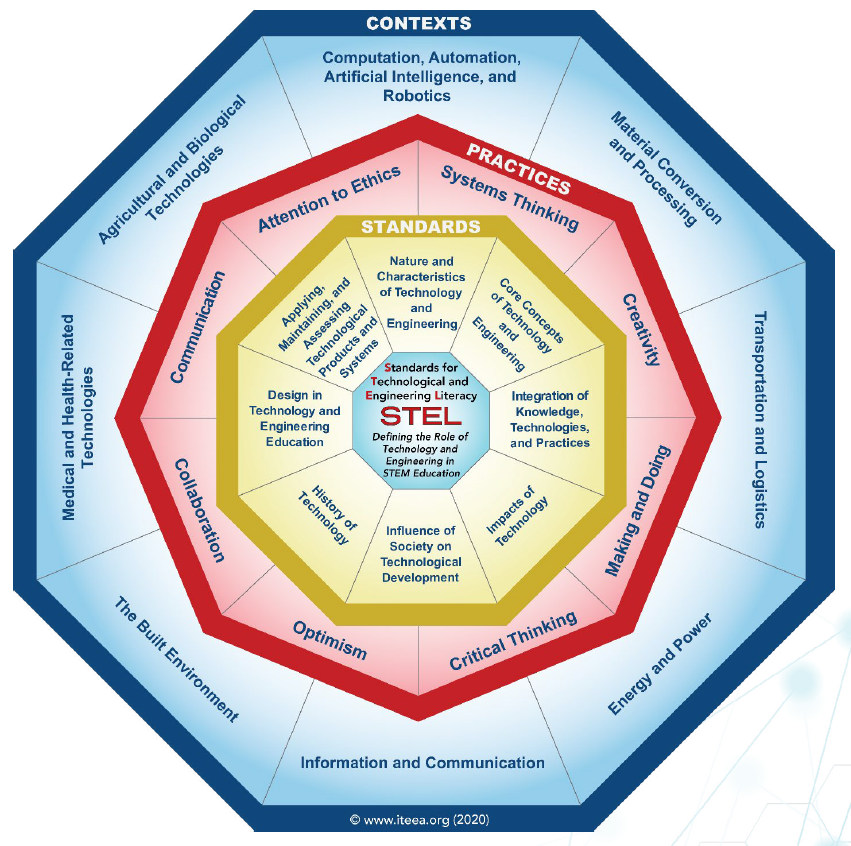 CONTEXTS
Computation, Automation,
Artificial Intelligence, and
Robotics
Material Conversion
and Processing
Transportation and Logistics
Energy and Power
Information and Communication
The Built Environment
Medical and Health-Related
Technologies
Agricultural and Biological
Technologies
PRACTICES
Systems Thinking
Creativity
Making and Doing
Critical Thinking
Optimism
Collaboration
Communication
Attention to Ethics
STANDARDS
Nature and
Characteristics
of Technology
and
Engineering
Core Concepts
of Technology
and
Engineering
Integration of
Knowledge,
Technologies,
and Practices
Impacts of
Technology
Influence of
Society on
Technological
Development
History of
Technology
Design in
Technology and
Engineering
Education
Applying,
Maintaining, and
Assessing
Technological
Products and
Systems
Standards for
Technological and
Engineering Literacy
STEL
Defining the Role of
Technology and
Engineering in
STEM Education
© www.iteea.org (2020)